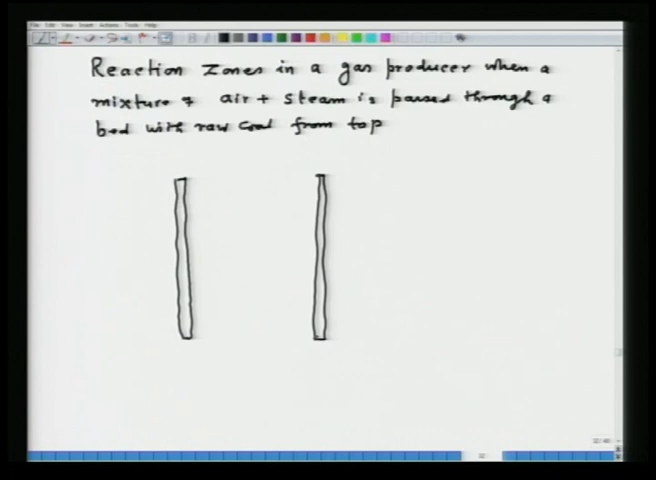 Reaction Zones in a gas producer when a
mixture of air + steam is passed through a
bed with raw coal from top